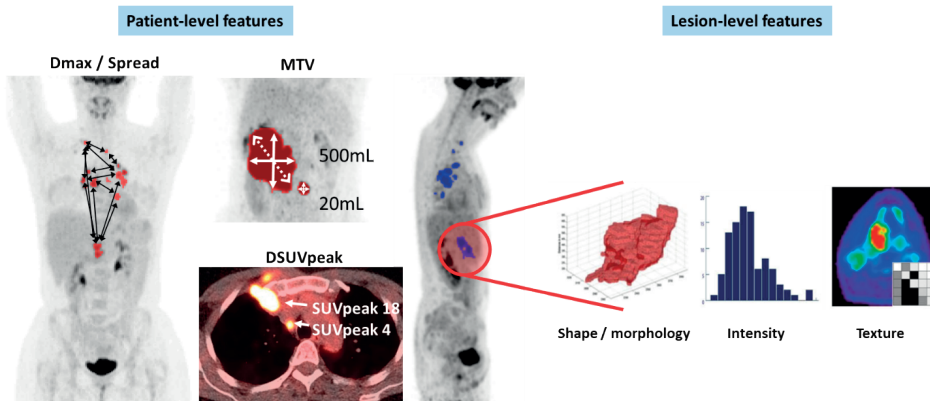 Patient-level features
Lesion-level features
Dmax / Spread
MTV
500mL
20mL
DSUVpeak
SUVpeak 18
SUVpeak 4
Shape / morphology
Intensity
Texture